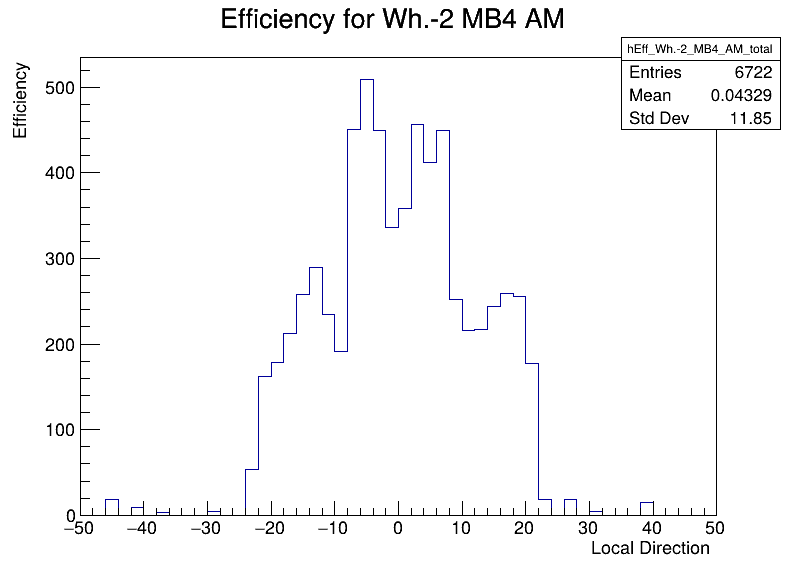 Efficiency for Wh.-2 MB4 AM
hEff_Wh.-2_MB4_AM_total
Entries 6722
Mean 0.04329
Std Dev 11.85
Efficiency
500
400
300
200
100
0
−50 −40 −30 −20 −10 0 10 20 30 40 50
Local Direction